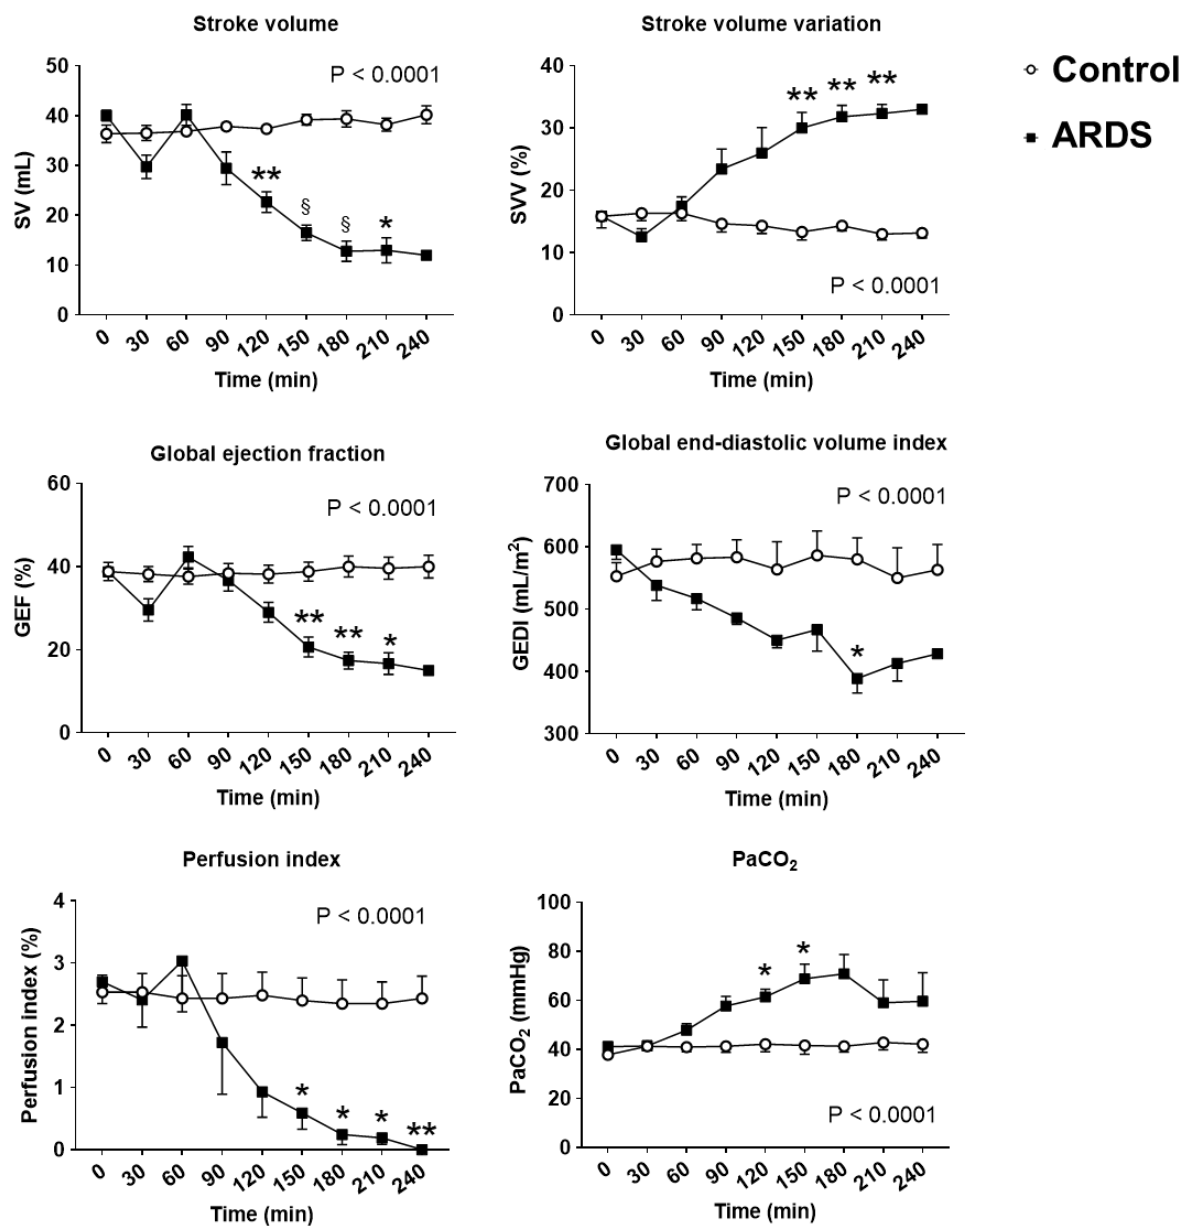 Stroke volume
P < 0.0001
50
40
30
20
10
0
SV (mL)
**
§
§
*
0 30 60 90 120 150 180 210 240
Time (min)
Stroke volume variation
40
30
20
10
0
SVV (%)
** ** **
P < 0.0001
0 30 60 90 120 150 180 210 240
Time (min)
Control
ARDS
Global ejection fraction
P < 0.0001
60
40
20
0
GEF (%)
** ** *
0 30 60 90 120 150 180 210 240
Time (min)
Global end-diastolic volume index
P < 0.0001
700
600
500
400
300
GEDI (mL/m²)
*
0 30 60 90 120 150 180 210 240
Time (min)
Perfusion index
P < 0.0001
4
3
2
1
0
Perfusion index (%)
* * * **
0 30 60 90 120 150 180 210 240
Time (min)
PaCO₂
100
80
60
40
20
0
PaCO₂ (mmHg)
* *
P < 0.0001
0 30 60 90 120 150 180 210 240
Time (min)